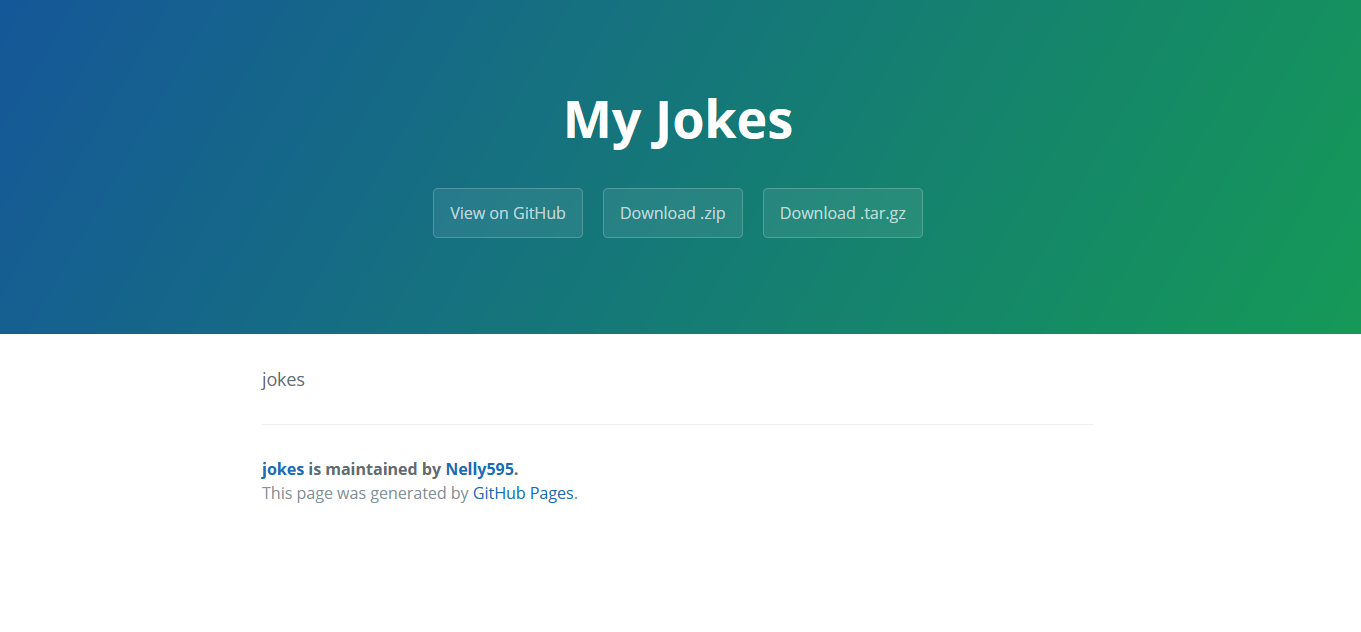 My Jokes
View on GitHub
Download .zip
Download .tar.gz
jokes
jokes is maintained by Nelly595.
This page was generated by GitHub Pages.